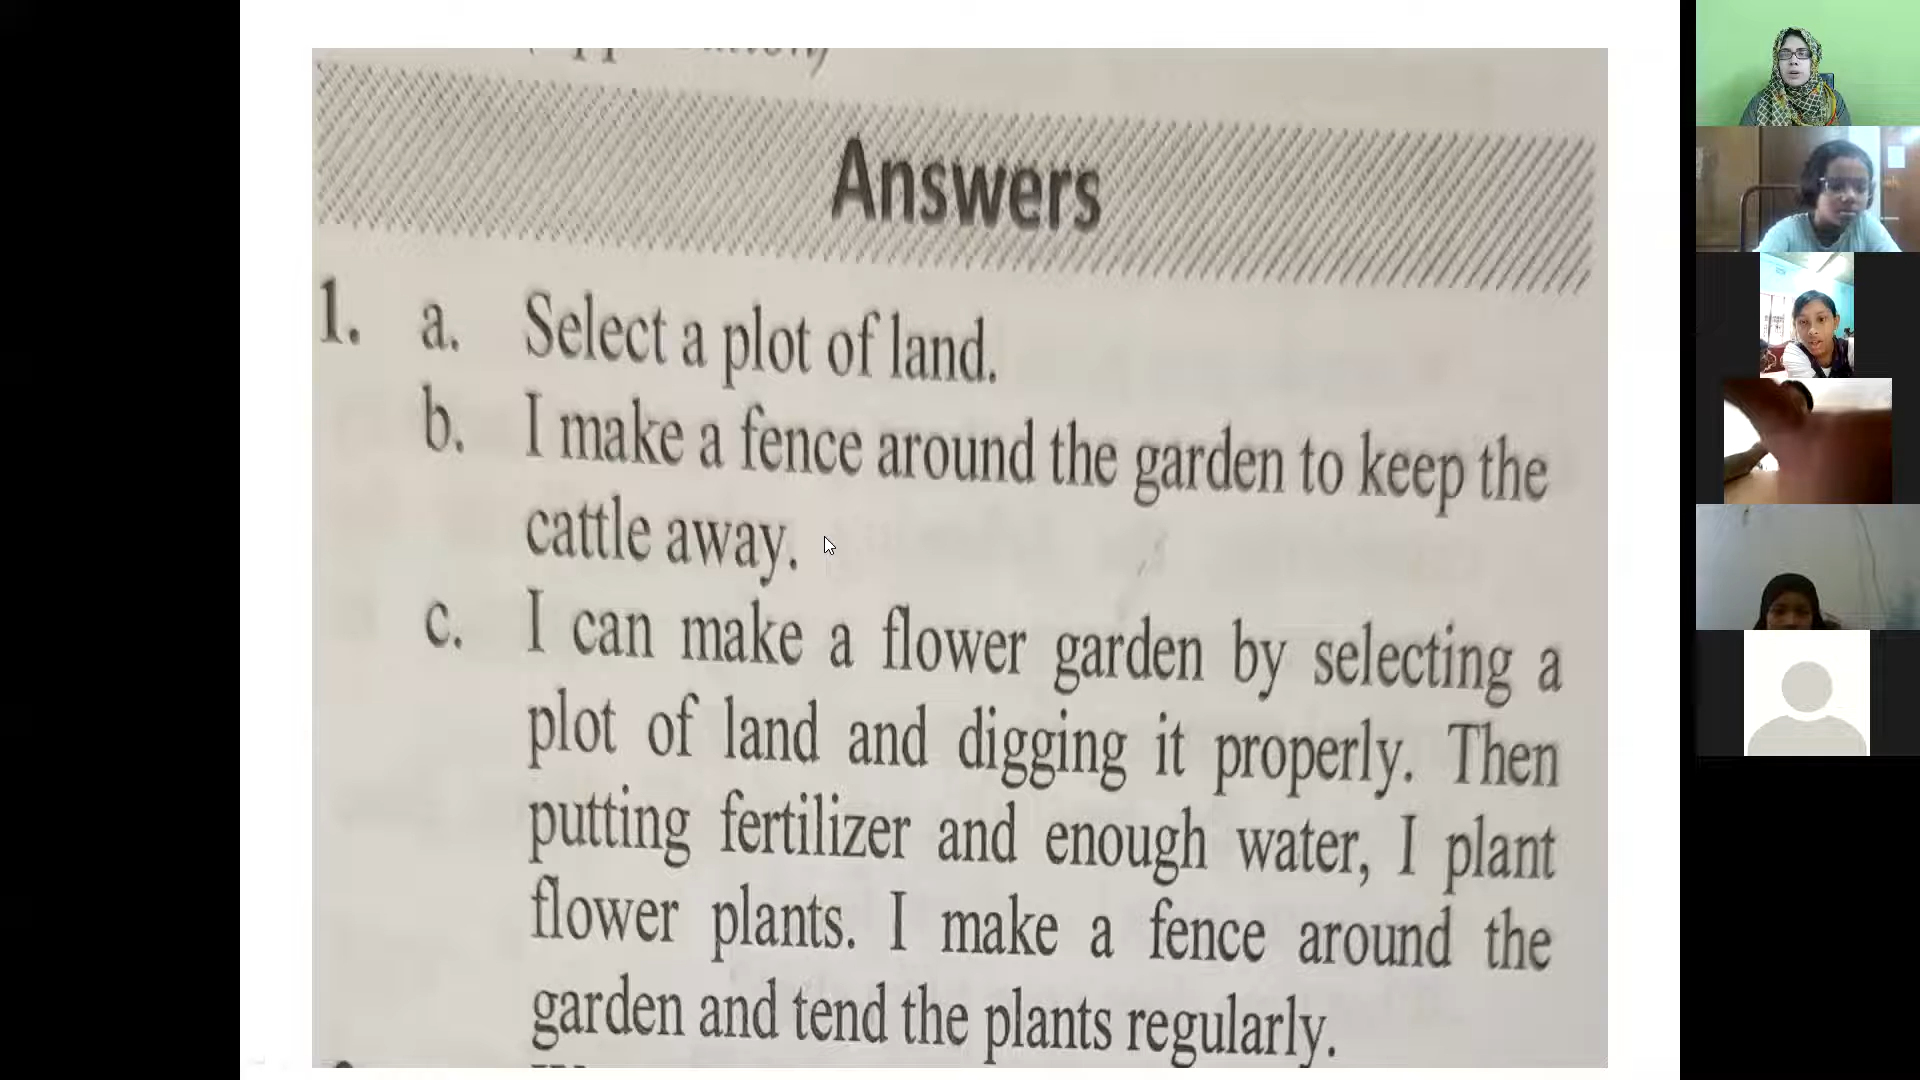 Answers
1. a. Select a plot of land.
b. I make a fence around the garden to keep the
cattle away.
c. I can make a flower garden by selecting a
plot of land and digging it properly. Then
putting fertilizer and enough water, I plant
flower plants. I make a fence around the
garden and tend the plants regularly.